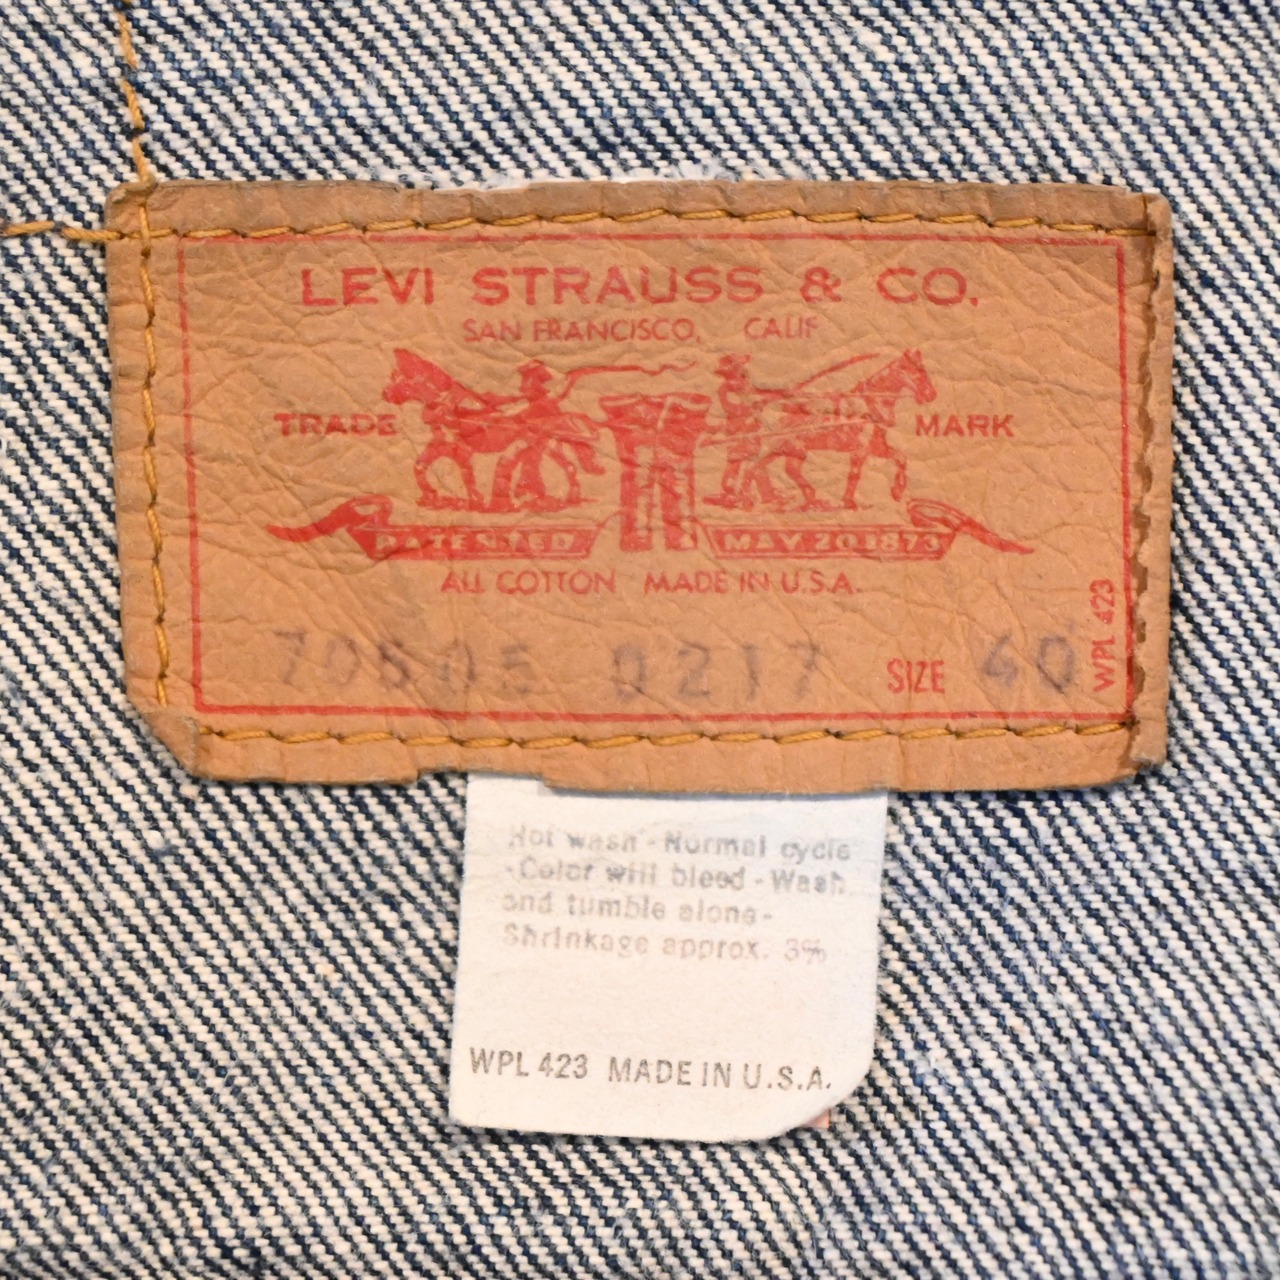 LEVI STRAUSS & CO.
SAN FRANCISCO, CALIF
TRADE MARK
PATENTED MAY 20 1873
ALL COTTON MADE IN U.S.A.
70505 0217 SIZE 40
WPL 423
Hot wash - Normal cycle
- Color will bleed - Wash
and tumble alone -
Shrinkage approx. 3%
WPL 423 MADE IN U.S.A.